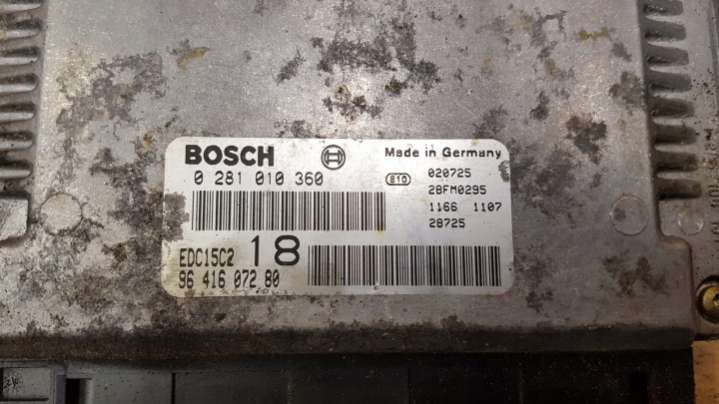 BOSCH
Made in Germany
0 281 010 360
e10
020725
28FM0295
1166 1107
28725
EDC15C2
18
96 416 072 80